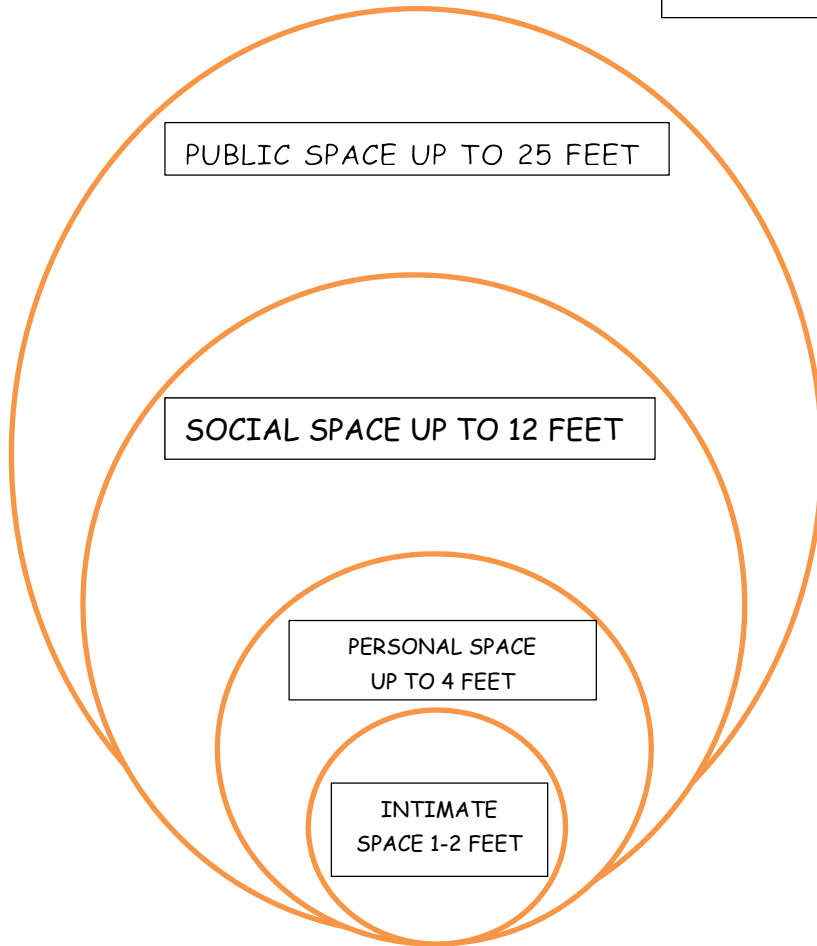 PUBLIC SPACE UP TO 25 FEET
SOCIAL SPACE UP TO 12 FEET
PERSONAL SPACE
UP TO 4 FEET
INTIMATE
SPACE 1-2 FEET